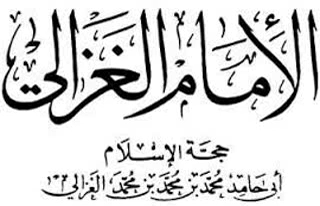 الإمام الغزالي
حجة الإسلام
أبي حامد محمد بن محمد بن محمد الغزالي